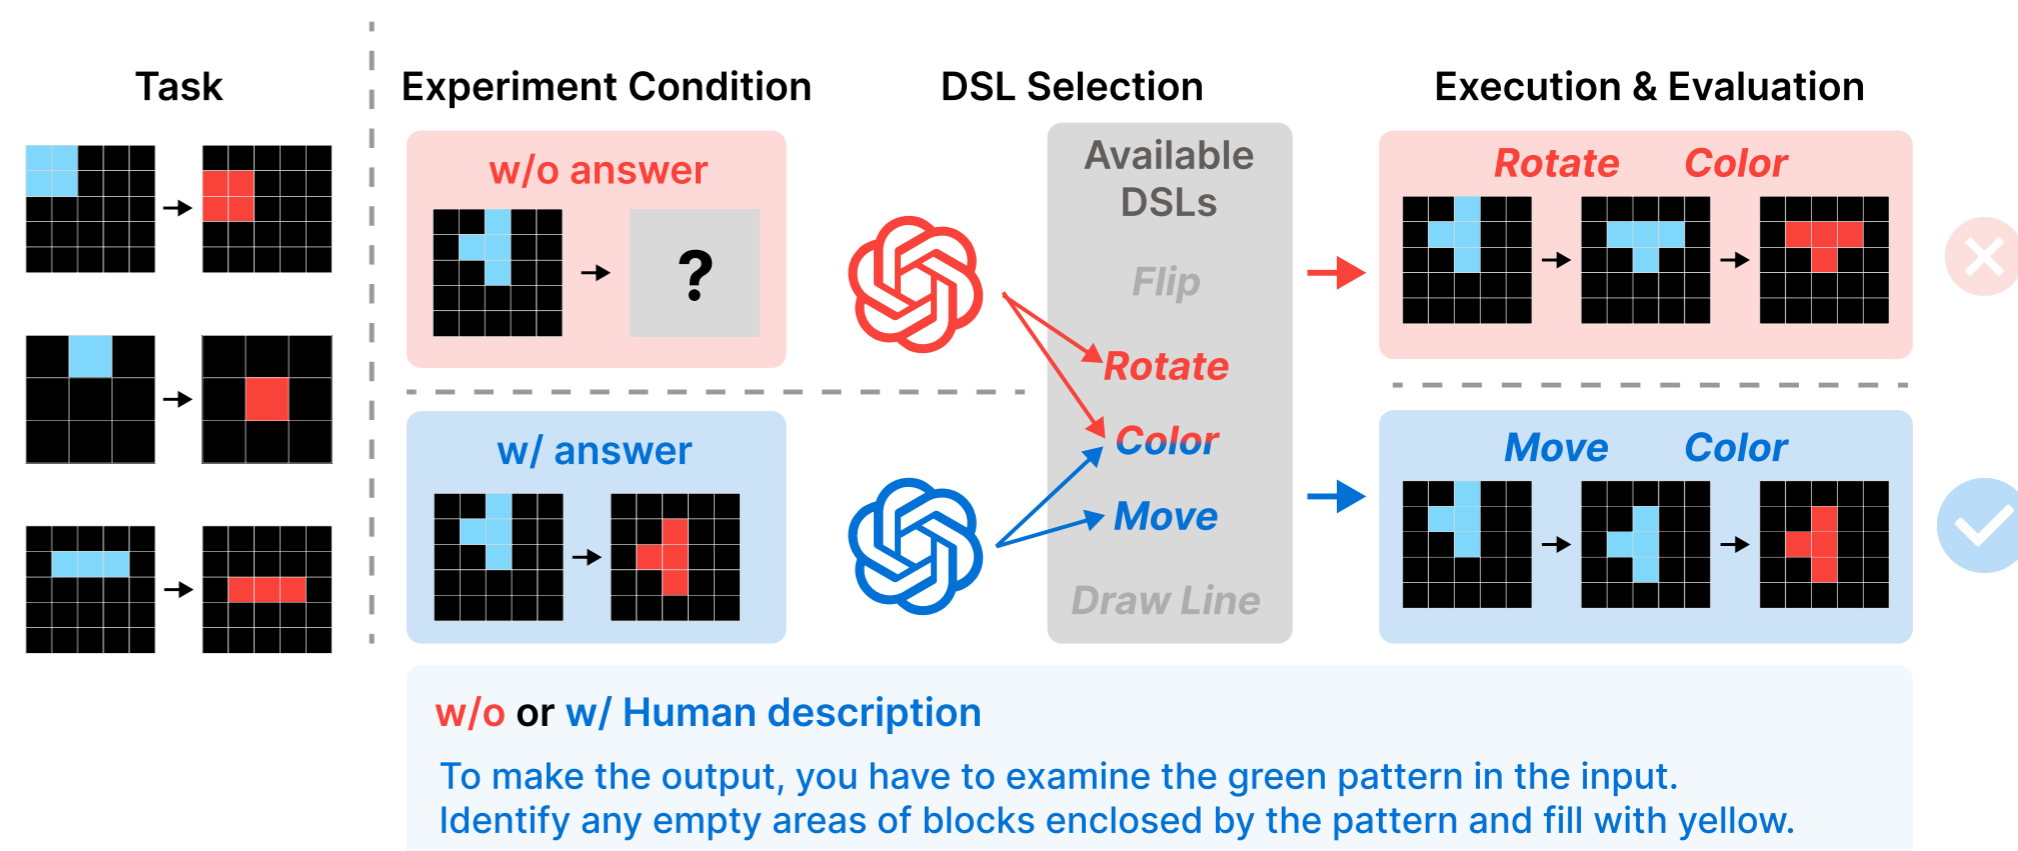 Task
Experiment Condition
DSL Selection
Execution & Evaluation
w/o answer
?
w/ answer
Available
DSLs
Flip
Rotate
Color
Move
Draw Line
Rotate Color
Move Color
w/o or w/ Human description
To make the output, you have to examine the green pattern in the input.
Identify any empty areas of blocks enclosed by the pattern and fill with yellow.